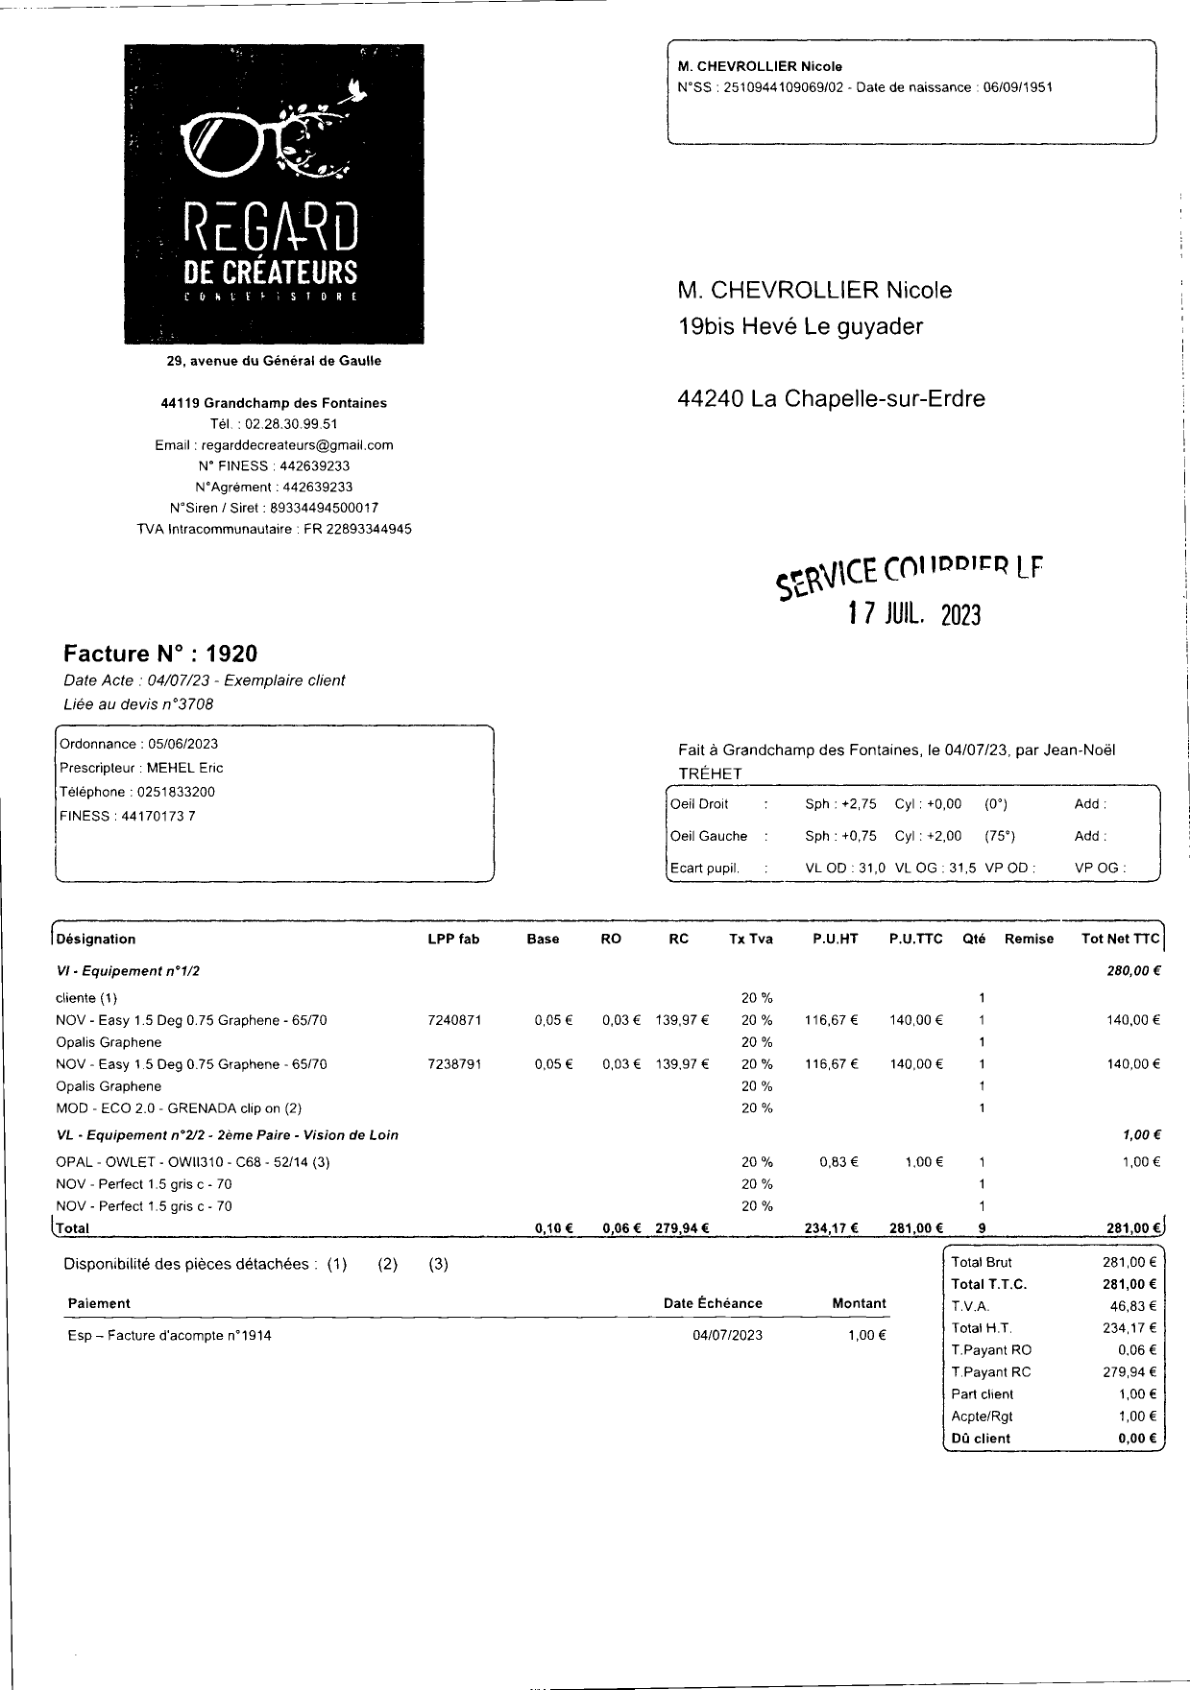 REGARD
DE CRÉATEURS
CONCEPTSTORE
29, avenue du Général de Gaulle
44119 Grandchamp des Fontaines
Tél. : 02.28.30.99.51
Email : regarddecreateurs@gmail.com
N° FINESS : 442639233
N°Agrément : 442639233
N°Siren / Siret : 89334494500017
TVA Intracommunautaire : FR 22893344945
M. CHEVROLLIER Nicole
N°SS : 2510944109069/02 - Date de naissance : 06/09/1951
M. CHEVROLLIER Nicole
19bis Hevé Le guyader
44240 La Chapelle-sur-Erdre
SERVICE COURRIER LE
17 JUIL. 2023
Facture N° : 1920
Date Acte : 04/07/23 - Exemplaire client
Liée au devis n°3708
Ordonnance : 05/06/2023
Prescripteur : MEHEL Eric
Téléphone : 0251833200
FINESS : 44170173 7
Fait à Grandchamp des Fontaines, le 04/07/23, par Jean-Noël
TRÉHET
Oeil Droit : Sph : +2,75 Cyl : +0,00 (0°) Add :
Oeil Gauche : Sph : +0,75 Cyl : +2,00 (75°) Add :
Ecart pupil. : VL OD : 31,0 VL OG : 31,5 VP OD : VP OG :
Désignation LPP fab Base RO RC Tx Tva P.U.HT P.U.TTC Qté Remise Tot Net TTC
VI - Equipement n°1/2 280,00 €
cliente (1) 20 % 1
NOV - Easy 1.5 Deg 0.75 Graphene - 65/70 7240871 0,05 € 0,03 € 139,97 € 20 % 116,67 € 140,00 € 1 140,00 €
Opalis Graphene 20 % 1
NOV - Easy 1.5 Deg 0.75 Graphene - 65/70 7238791 0,05 € 0,03 € 139,97 € 20 % 116,67 € 140,00 € 1 140,00 €
Opalis Graphene 20 % 1
MOD - ECO 2.0 - GRENADA clip on (2) 20 % 1
VL - Equipement n°2/2 - 2ème Paire - Vision de Loin 1,00 €
OPAL - OWLET - OWII310 - C68 - 52/14 (3) 20 % 0,83 € 1,00 € 1 1,00 €
NOV - Perfect 1.5 gris c - 70 20 % 1
NOV - Perfect 1.5 gris c - 70 20 % 1
Total 0,10 € 0,06 € 279,94 € 234,17 € 281,00 € 9 281,00 €
Disponibilité des pièces détachées : (1) (2) (3)
Paiement Date Échéance Montant
Esp – Facture d'acompte n°1914 04/07/2023 1,00 €
Total Brut 281,00 €
Total T.T.C. 281,00 €
T.V.A. 46,83 €
Total H.T. 234,17 €
T.Payant RO 0,06 €
T.Payant RC 279,94 €
Part client 1,00 €
Acpte/Rgt 1,00 €
Dû client 0,00 €